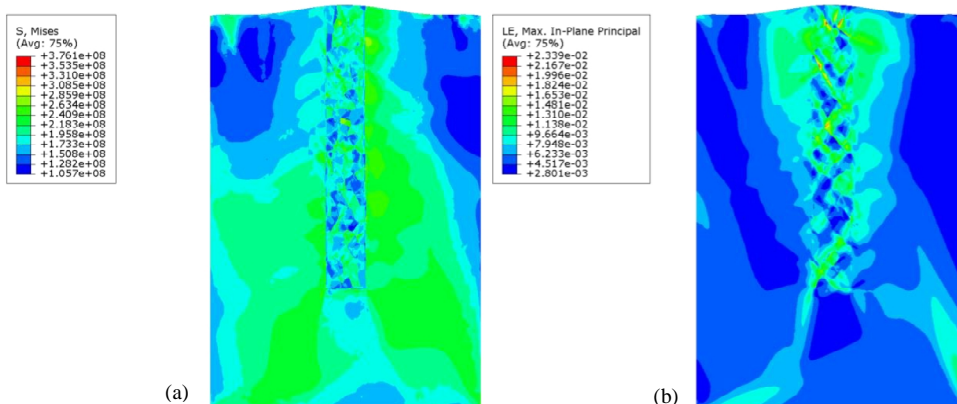 S, Mises
(Avg: 75%)
+3.761e+08
+3.535e+08
+3.310e+08
+3.085e+08
+2.859e+08
+2.634e+08
+2.409e+08
+2.183e+08
+1.958e+08
+1.733e+08
+1.508e+08
+1.282e+08
+1.057e+08
(a)
LE, Max. In-Plane Principal
(Avg: 75%)
+2.339e-02
+2.167e-02
+1.996e-02
+1.824e-02
+1.653e-02
+1.481e-02
+1.310e-02
+1.138e-02
+9.664e-03
+7.948e-03
+6.233e-03
+4.517e-03
+2.801e-03
(b)